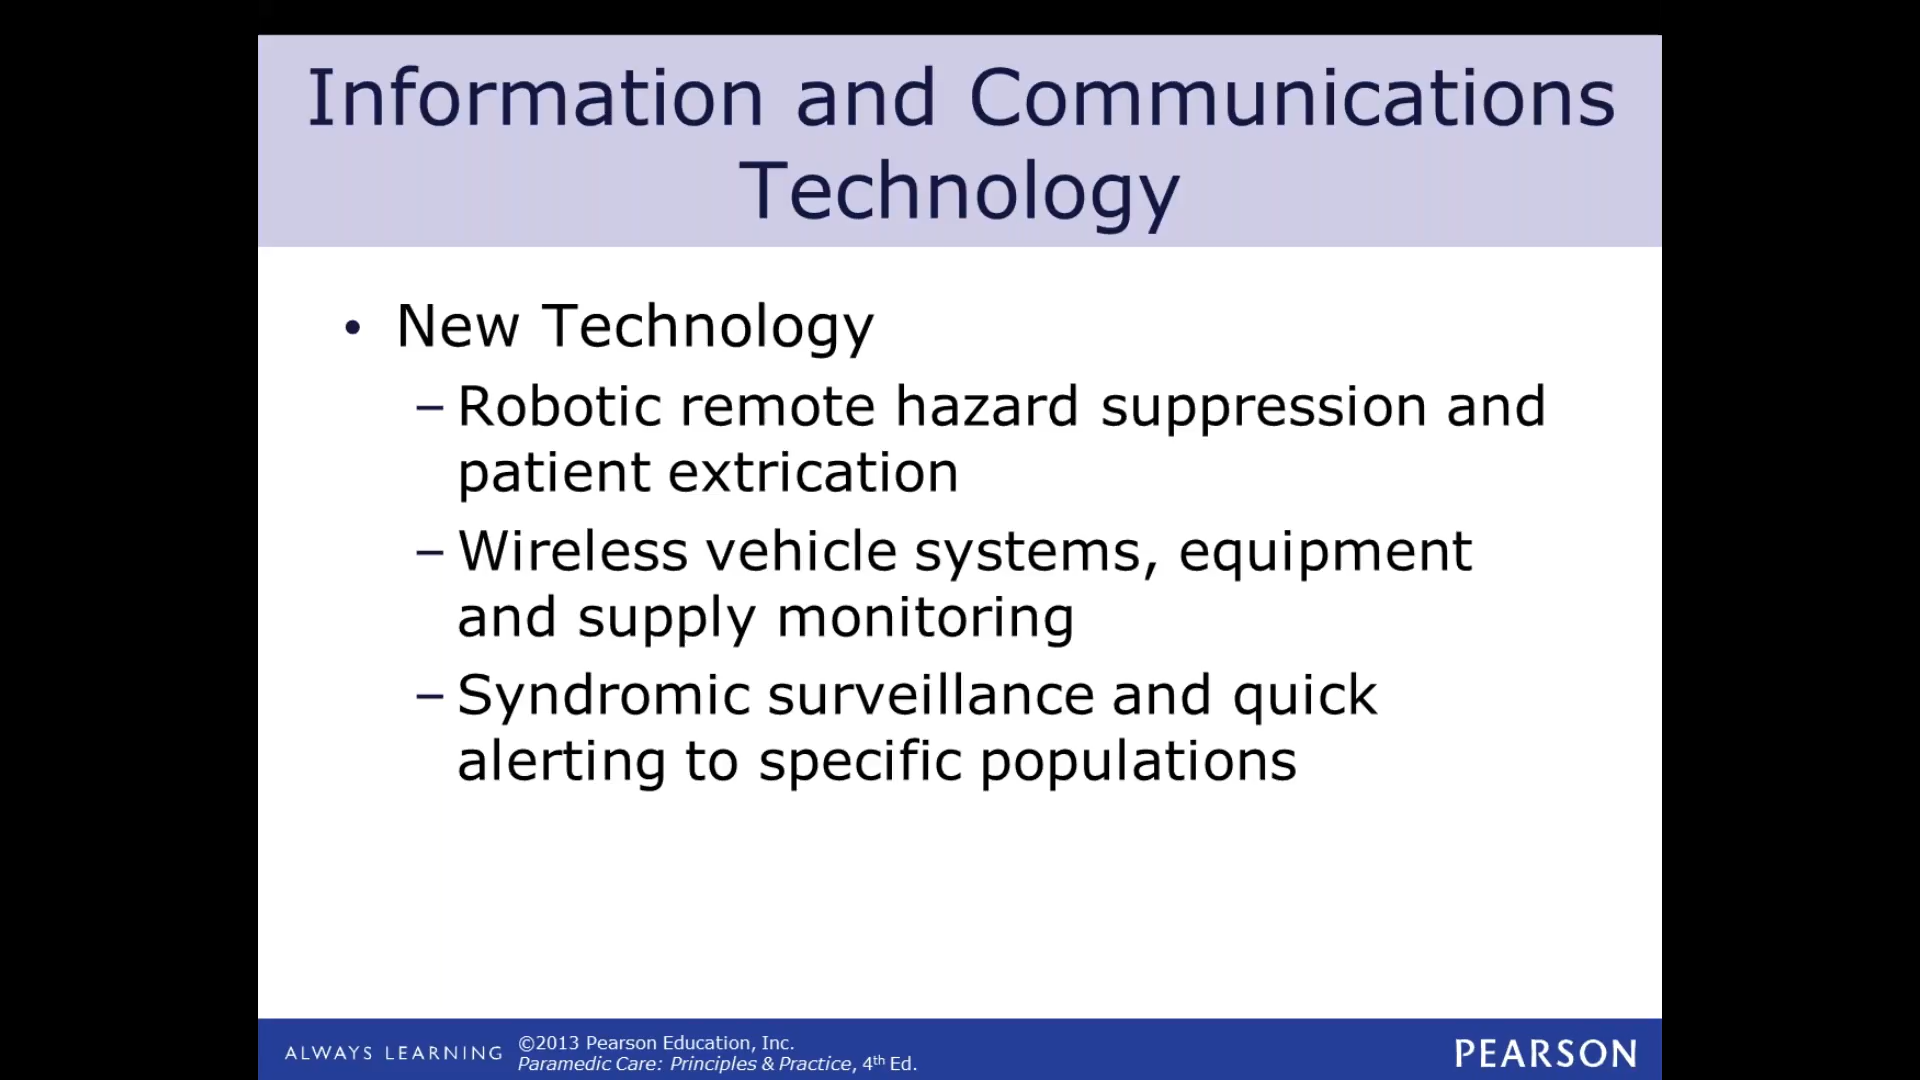 Information and Communications
Technology
• New Technology
– Robotic remote hazard suppression and
patient extrication
– Wireless vehicle systems, equipment
and supply monitoring
– Syndromic surveillance and quick
alerting to specific populations
ALWAYS LEARNING
©2013 Pearson Education, Inc.
Paramedic Care: Principles & Practice, 4th Ed.
PEARSON